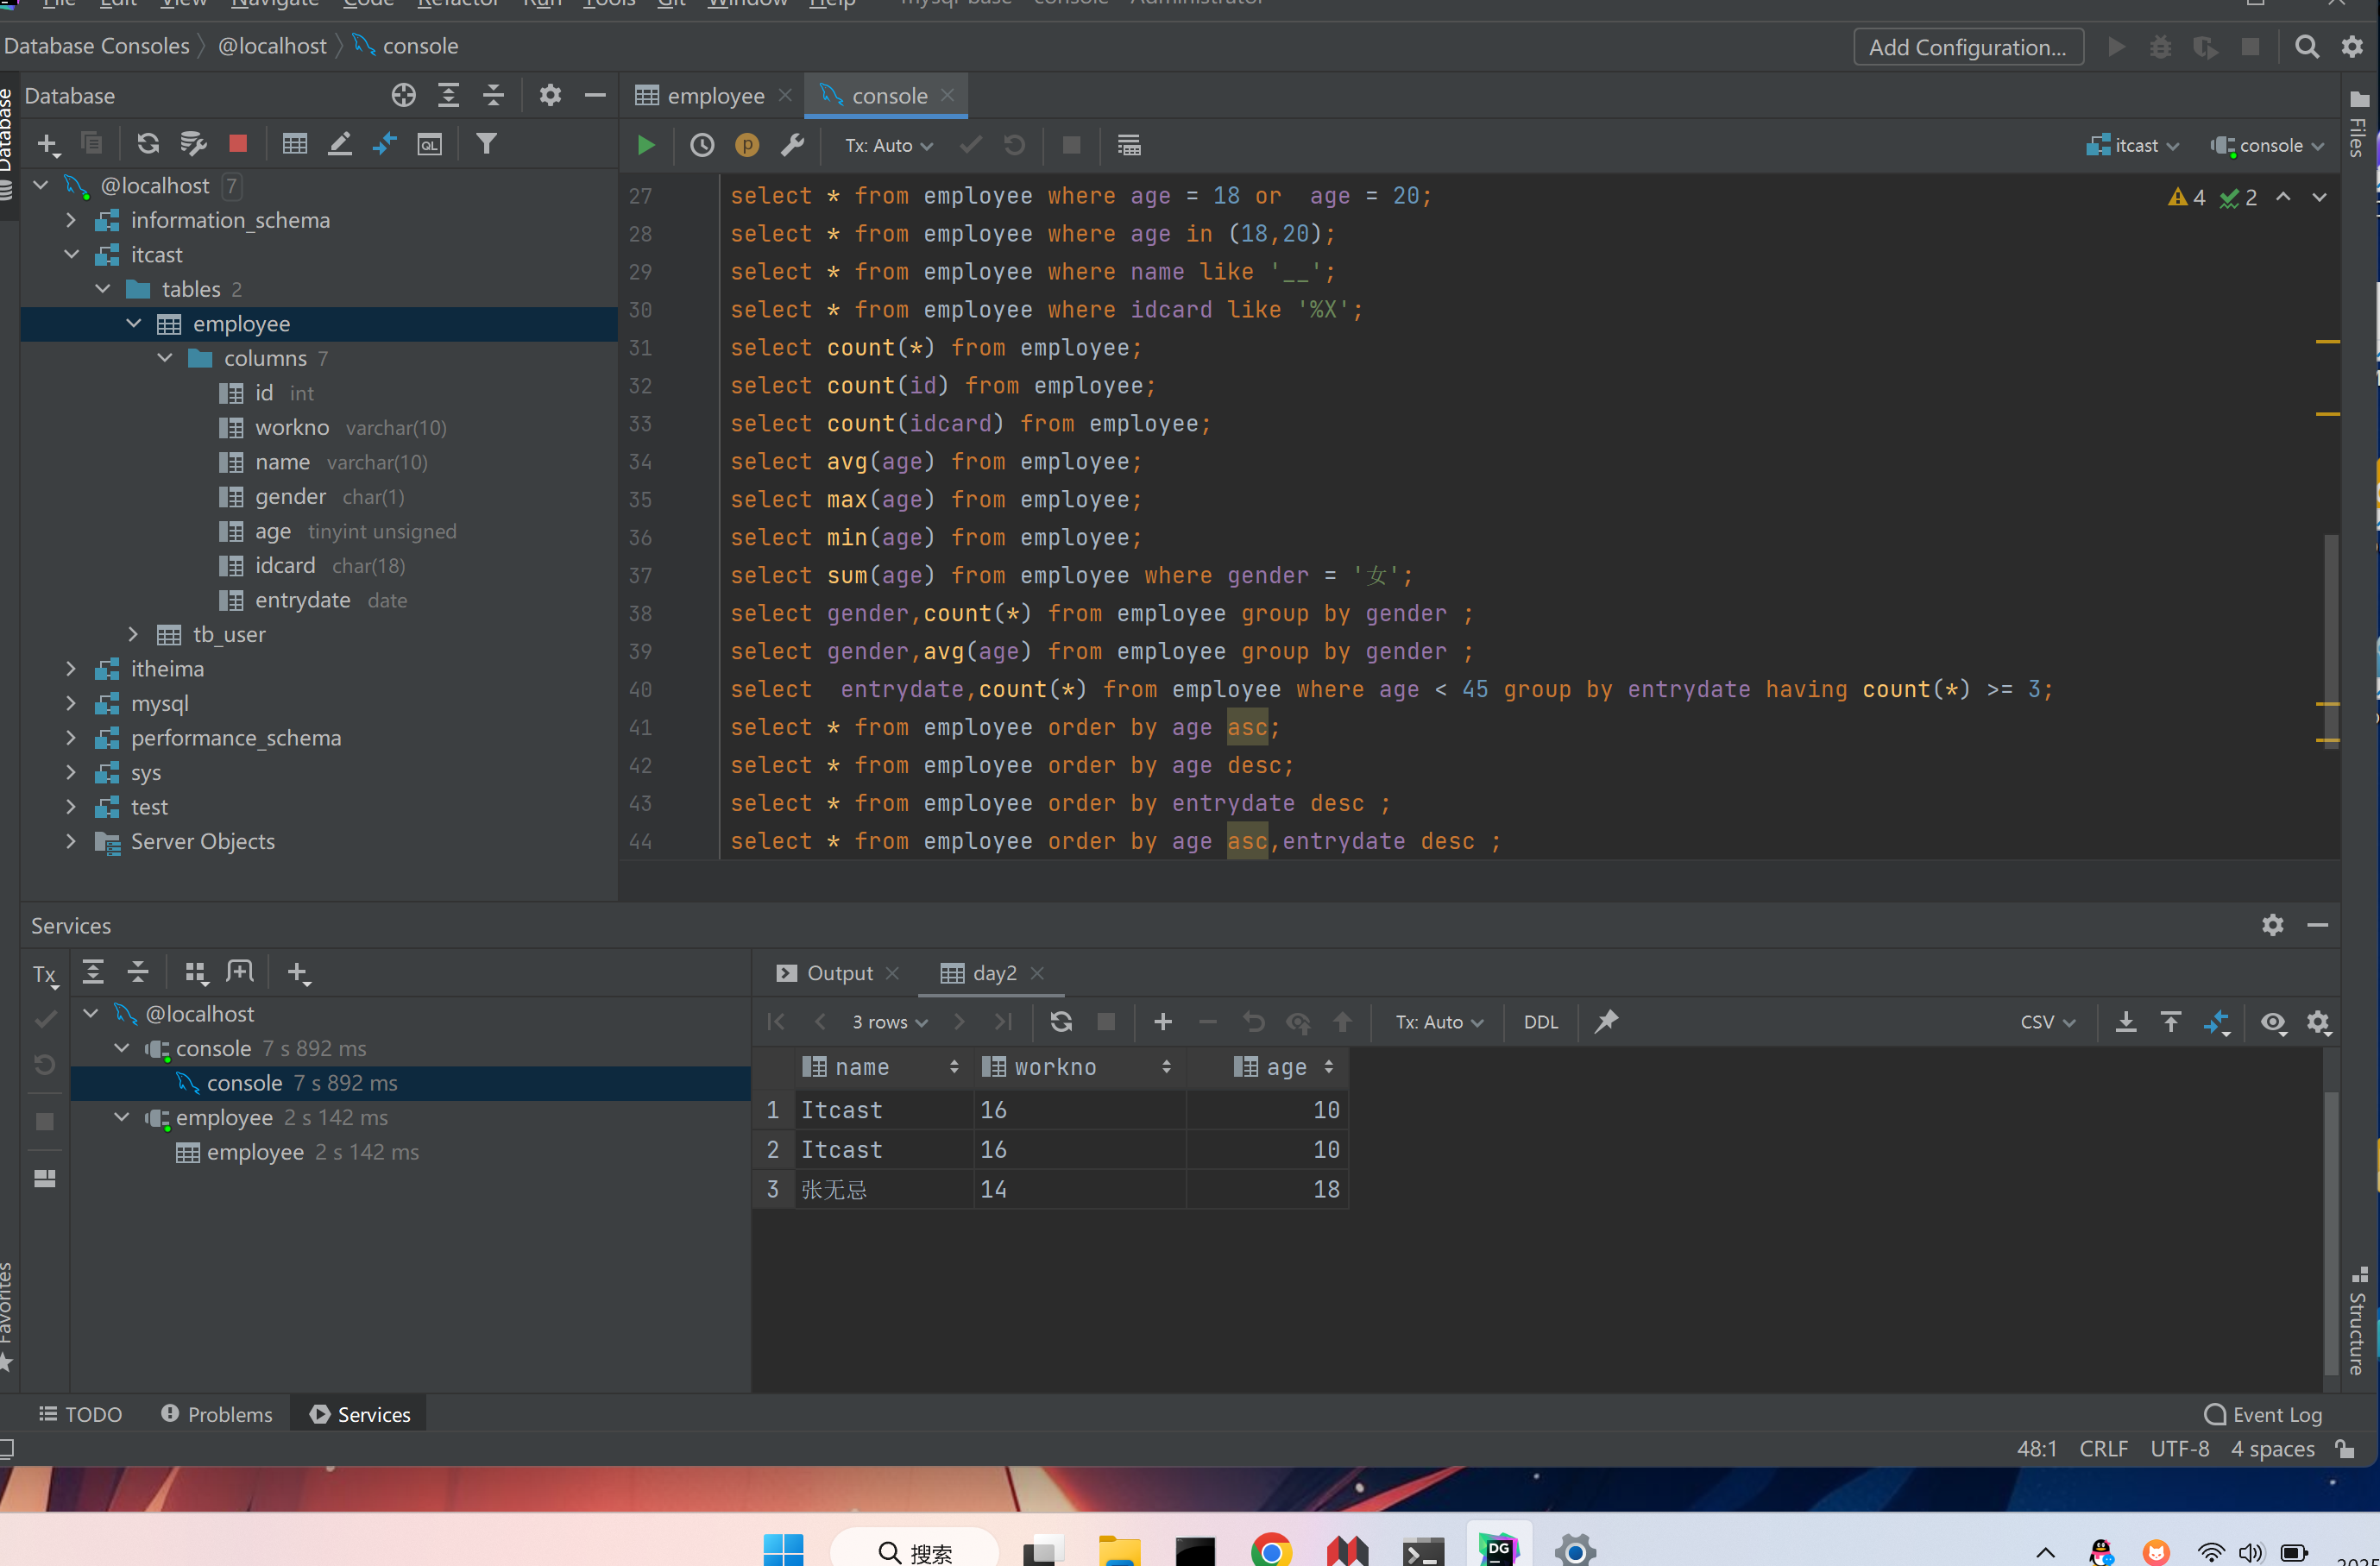 File Edit View Navigate Code Refactor Run Tools Git Window Help mysql-base - console - Administrator
Database Consoles @localhost console
Add Configuration...
Database
Database
employee
console
Files
Tx: Auto
itcast
console
@localhost 7
information_schema
itcast
tables 2
employee
columns 7
id int
workno varchar(10)
name varchar(10)
gender char(1)
age tinyint unsigned
idcard char(18)
entrydate date
tb_user
itheima
mysql
performance_schema
sys
test
Server Objects
4 2
27 select * from employee where age = 18 or  age = 20;
28 select * from employee where age in (18,20);
29 select * from employee where name like '__';
30 select * from employee where idcard like '%X';
31 select count(*) from employee;
32 select count(id) from employee;
33 select count(idcard) from employee;
34 select avg(age) from employee;
35 select max(age) from employee;
36 select min(age) from employee;
37 select sum(age) from employee where gender = '女';
38 select gender,count(*) from employee group by gender ;
39 select gender,avg(age) from employee group by gender ;
40 select  entrydate,count(*) from employee where age < 45 group by entrydate having count(*) >= 3;
41 select * from employee order by age asc;
42 select * from employee order by age desc;
43 select * from employee order by entrydate desc ;
44 select * from employee order by age asc,entrydate desc ;
Services
Tx
@localhost
console 7 s 892 ms
console 7 s 892 ms
employee 2 s 142 ms
employee 2 s 142 ms
Output
day2
3 rows
Tx: Auto
DDL
CSV
name workno age
1 Itcast 16 10
2 Itcast 16 10
3 张无忌 14 18
Favorites
Structure
TODO
Problems
Services
Event Log
48:1 CRLF UTF-8 4 spaces
搜索
DG